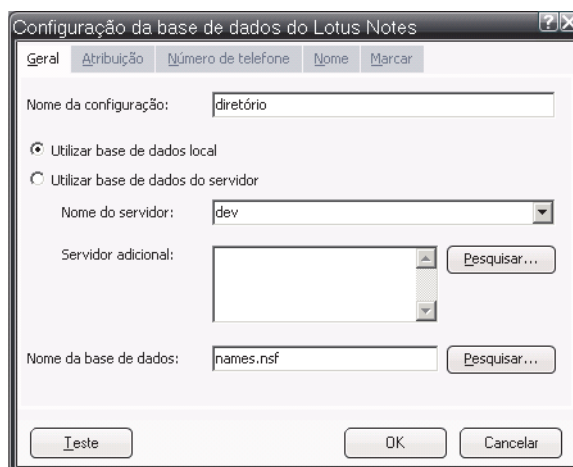 Configuração da base de dados do Lotus Notes
Geral Atribuição Número de telefone Nome Marcar
Nome da configuração: diretório
Utilizar base de dados local
Utilizar base de dados do servidor
Nome do servidor: dev
Servidor adicional: Pesquisar...
Nome da base de dados: names.nsf Pesquisar...
Teste OK Cancelar